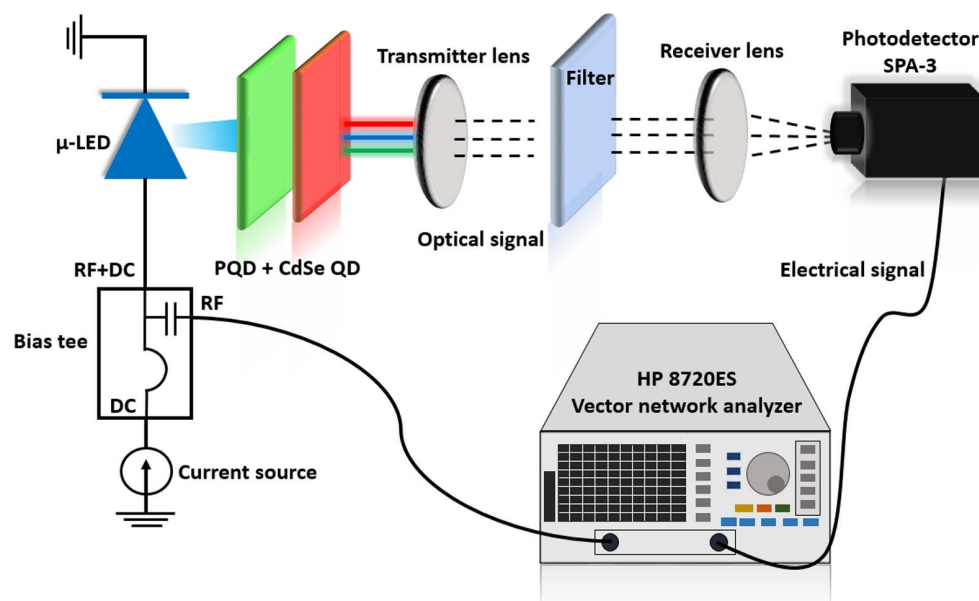 Transmitter lens
Filter
Receiver lens
Photodetector
SPA-3
μ-LED
Optical signal
PQD + CdSe QD
Electrical signal
RF+DC
RF
Bias tee
DC
Current source
HP 8720ES
Vector network analyzer